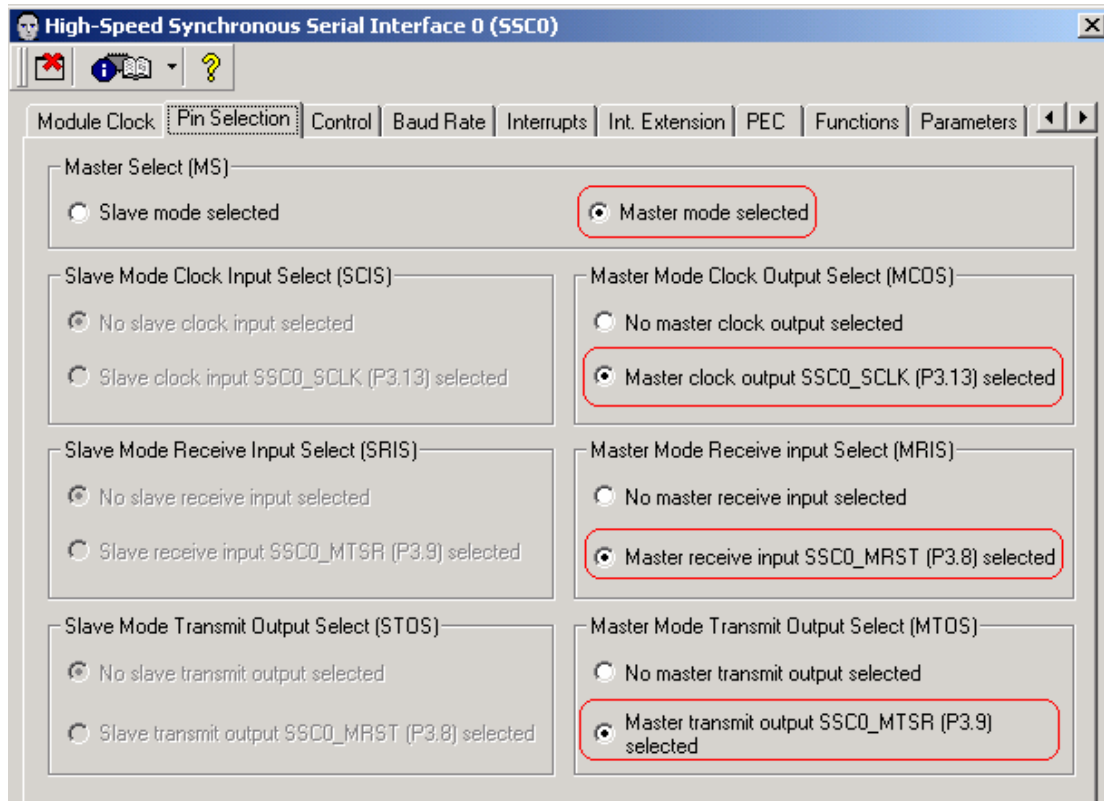 High-Speed Synchronous Serial Interface 0 (SSC0)
Module Clock Pin Selection Control Baud Rate Interrupts Int. Extension PEC Functions Parameters
Master Select (MS)
Slave mode selected Master mode selected
Slave Mode Clock Input Select (SCIS) Master Mode Clock Output Select (MCOS)
No slave clock input selected No master clock output selected
Slave clock input SSC0_SCLK (P3.13) selected Master clock output SSC0_SCLK (P3.13) selected
Slave Mode Receive Input Select (SRIS) Master Mode Receive input Select (MRIS)
No slave receive input selected No master receive input selected
Slave receive input SSC0_MTSR (P3.9) selected Master receive input SSC0_MRST (P3.8) selected
Slave Mode Transmit Output Select (STOS) Master Mode Transmit Output Select (MTOS)
No slave transmit output selected No master transmit output selected
Slave transmit output SSC0_MRST (P3.8) selected Master transmit output SSC0_MTSR (P3.9)
selected